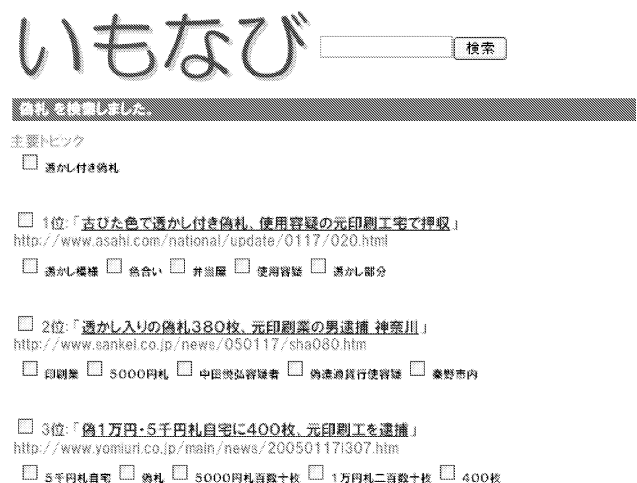 いもなび
検索
偽札 を検索しました。
主要トピック
透かし付き偽札
1位:「古びた色で透かし付き偽札、使用容疑の元印刷工宅で押収」
http://www.asahi.com/national/update/0117/020.html
透かし模様 色合い 弁当屋 使用容疑 透かし部分
2位:「透かし入りの偽札380枚、元印刷業の男逮捕 神奈川」
http://www.sankei.co.jp/news/050117/sha080.htm
印刷業 5000円札 中田悦弘容疑者 偽造通貨行使容疑 秦野市内
3位:「偽1万円・5千円札自宅に400枚、元印刷工を逮捕」
http://www.yomiuri.co.jp/main/news/20050117i307.htm
5千円札自宅 偽札 5000円札百数十枚 1万円札二百数十枚 400枚